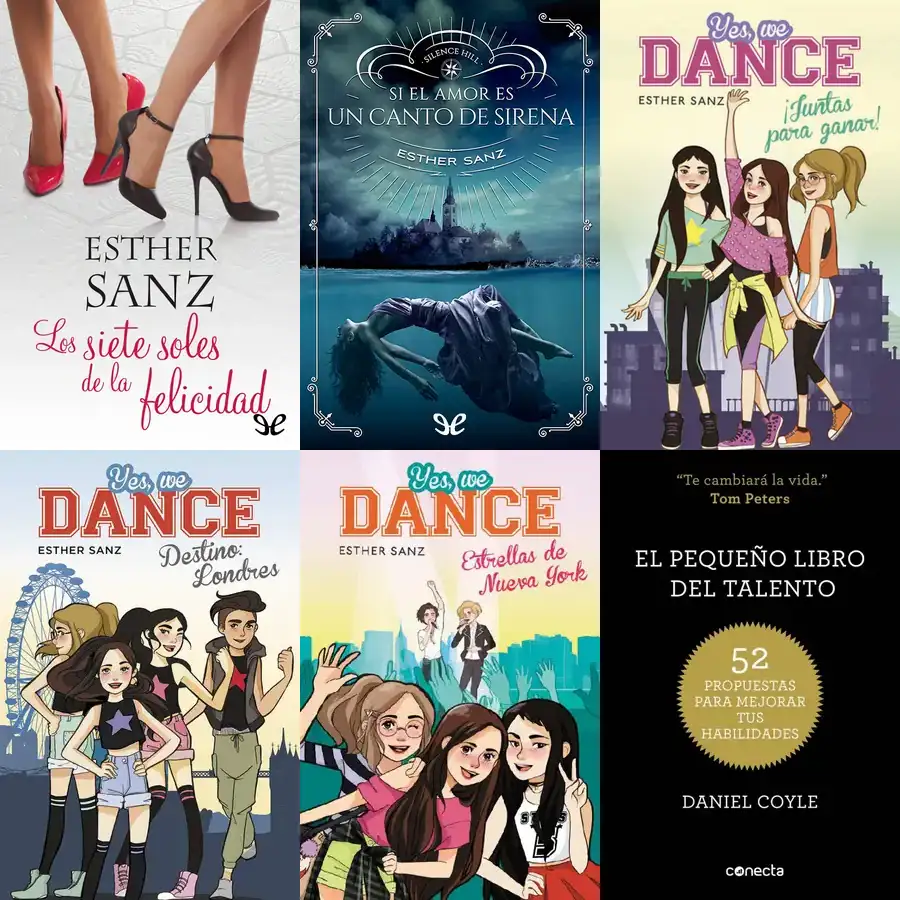 ESTHER
SANZ
Los siete soles
de la
felicidad
SILENCE HILL
SI EL AMOR ES
UN CANTO DE SIRENA
ESTHER SANZ
Yes, we
DANCE
ESTHER SANZ
¡Juntas
para ganar!
Yes, we
DANCE
ESTHER SANZ
Destino:
Londres
Yes, we
DANCE
ESTHER SANZ
Estrellas de
Nueva York
“Te cambiará la vida.”
Tom Peters
EL PEQUEÑO LIBRO
DEL TALENTO
52
PROPUESTAS
PARA MEJORAR
TUS
HABILIDADES
DANIEL COYLE
conecta